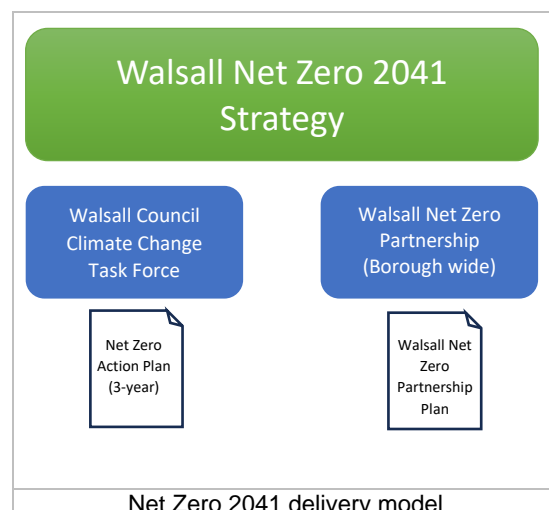 Walsall Net Zero 2041
Strategy
Walsall Council
Climate Change
Task Force
Walsall Net Zero
Partnership
(Borough wide)
Net Zero
Action Plan
(3-year)
Walsall Net
Zero
Partnership
Plan
Net Zero 2041 delivery model